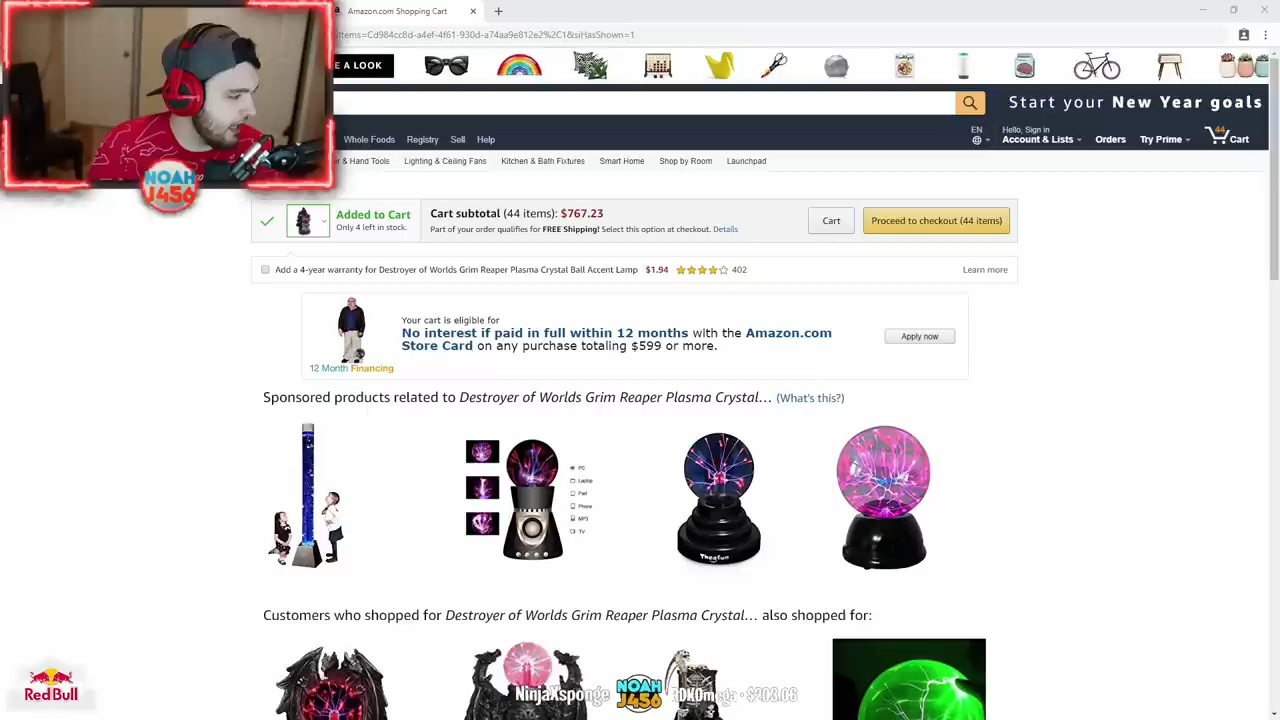 Amazon.com Shopping Cart
Items=Cd984cc8d-a4ef-4f61-930d-a74aa9e812e2%2C1&siHasShown=1
E A LOOK
Start your New Year goals
Whole Foods Registry Sell Help
EN
Hello, Sign in
Account & Lists Orders Try Prime 44 Cart
& Hand Tools Lighting & Ceiling Fans Kitchen & Bath Fixtures Smart Home Shop by Room Launchpad
NOAH
J456
Added to Cart
Only 4 left in stock.
Cart subtotal (44 items): $767.23
Part of your order qualifies for FREE Shipping! Select this option at checkout. Details
Cart
Proceed to checkout (44 items)
Add a 4-year warranty for Destroyer of Worlds Grim Reaper Plasma Crystal Ball Accent Lamp $1.94 402 Learn more
Your cart is eligible for
No interest if paid in full within 12 months with the Amazon.com
Store Card on any purchase totaling $599 or more.
Apply now
12 Month Financing
Sponsored products related to Destroyer of Worlds Grim Reaper Plasma Crystal... (What's this?)
PC
Laptop
Pad
Phone
MP3
TV
Theefun
Customers who shopped for Destroyer of Worlds Grim Reaper Plasma Crystal... also shopped for:
Red Bull
NinjaXsponge
NOAH
J456
RDKOmega - $203.06